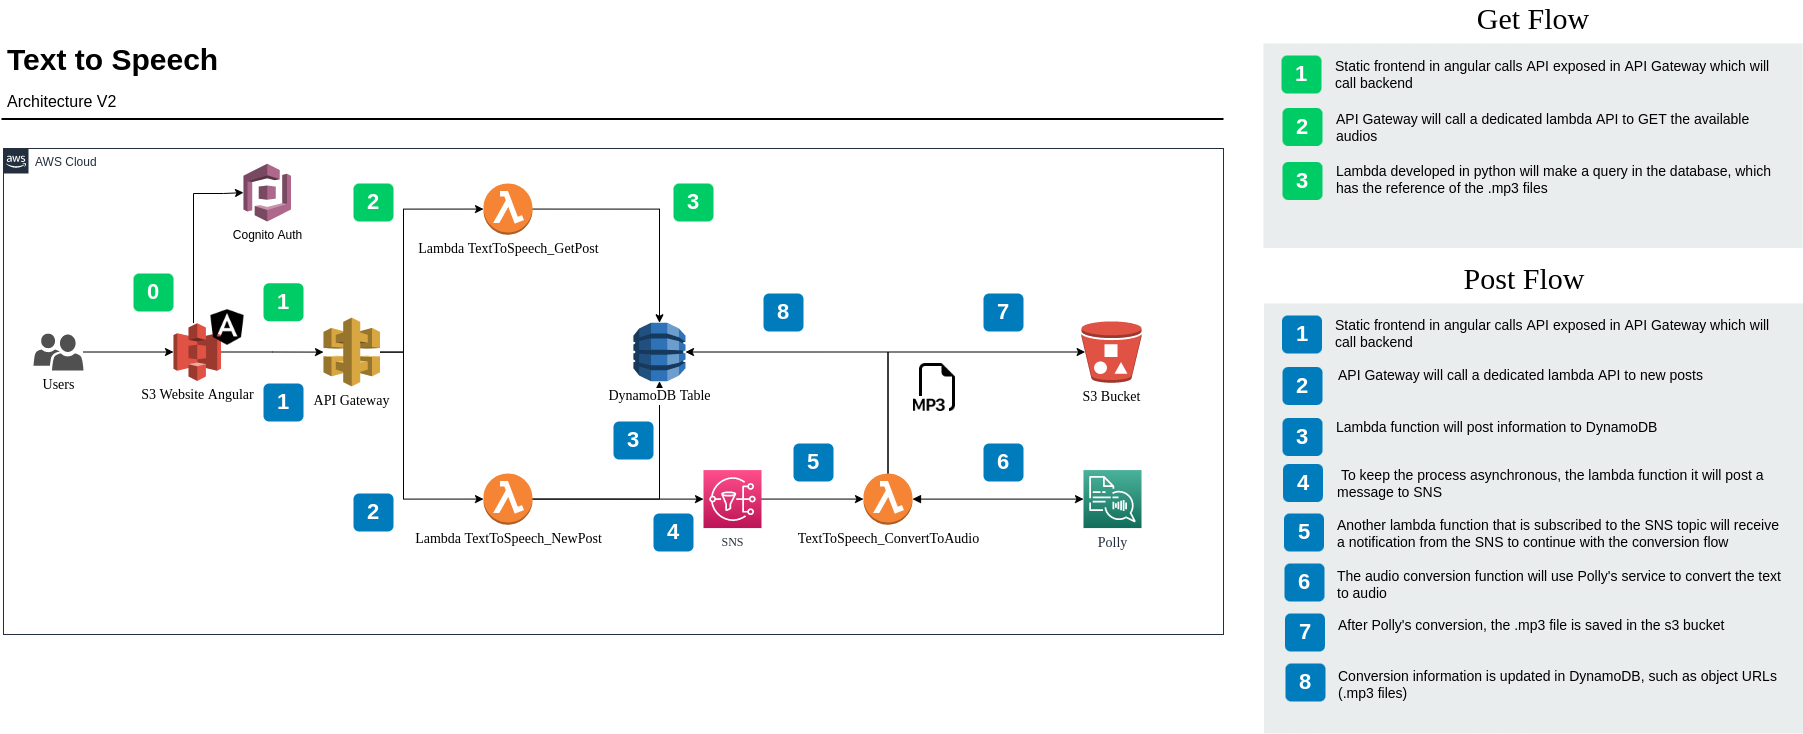 Text to Speech
Architecture V2
aws
AWS Cloud
Cognito Auth
2
Lambda TextToSpeech_GetPost
3
0
1
A
Users
S3 Website Angular
1
API Gateway
2
DynamoDB Table
8
7
MP3
S3 Bucket
3
Lambda TextToSpeech_NewPost
4
SNS
5
TextToSpeech_ConvertToAudio
6
Polly
Get Flow
1
Static frontend in angular calls API exposed in API Gateway which will
call backend
2
API Gateway will call a dedicated lambda API to GET the available
audios
3
Lambda developed in python will make a query in the database, which
has the reference of the .mp3 files
Post Flow
1
Static frontend in angular calls API exposed in API Gateway which will
call backend
2
API Gateway will call a dedicated lambda API to new posts
3
Lambda function will post information to DynamoDB
4
To keep the process asynchronous, the lambda function it will post a
message to SNS
5
Another lambda function that is subscribed to the SNS topic will receive
a notification from the SNS to continue with the conversion flow
6
The audio conversion function will use Polly's service to convert the text
to audio
7
After Polly's conversion, the .mp3 file is saved in the s3 bucket
8
Conversion information is updated in DynamoDB, such as object URLs
(.mp3 files)